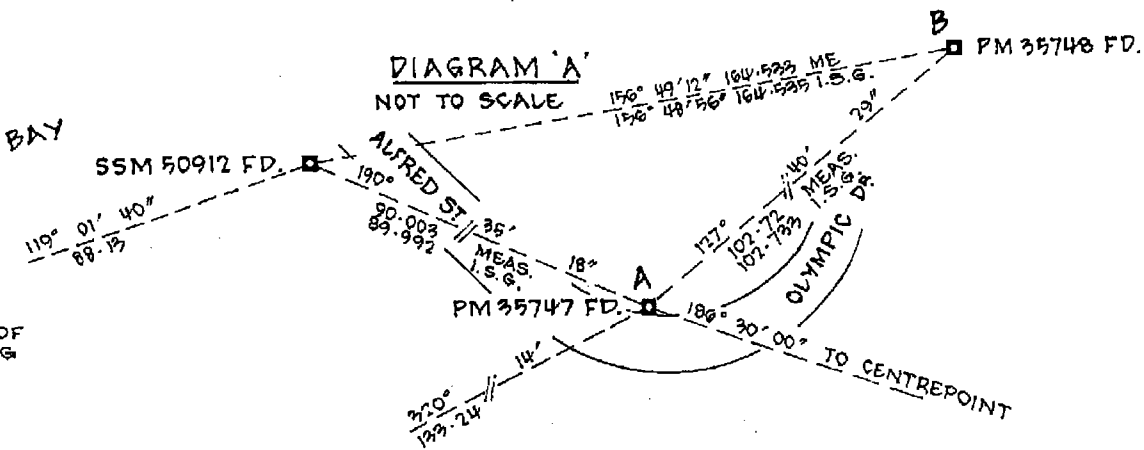 B
PM 35748 FD.
DIAGRAM 'A'
NOT TO SCALE
156° 49' 12" 164.533 ME
156° 48' 56" 164.535 I.S.G.
BAY
SSM 50912 FD.
ALFRED ST
190° 35' 18"
90.003 MEAS.
89.992 I.S.G.
127° 40' 29"
102.72 MEAS.
102.733 I.S.G.
OLYMPIC DR.
119° 01' 40"
88.13
A
PM 35747 FD.
186° 30' 00" TO CENTREPOINT
OF
G
14'
133.24